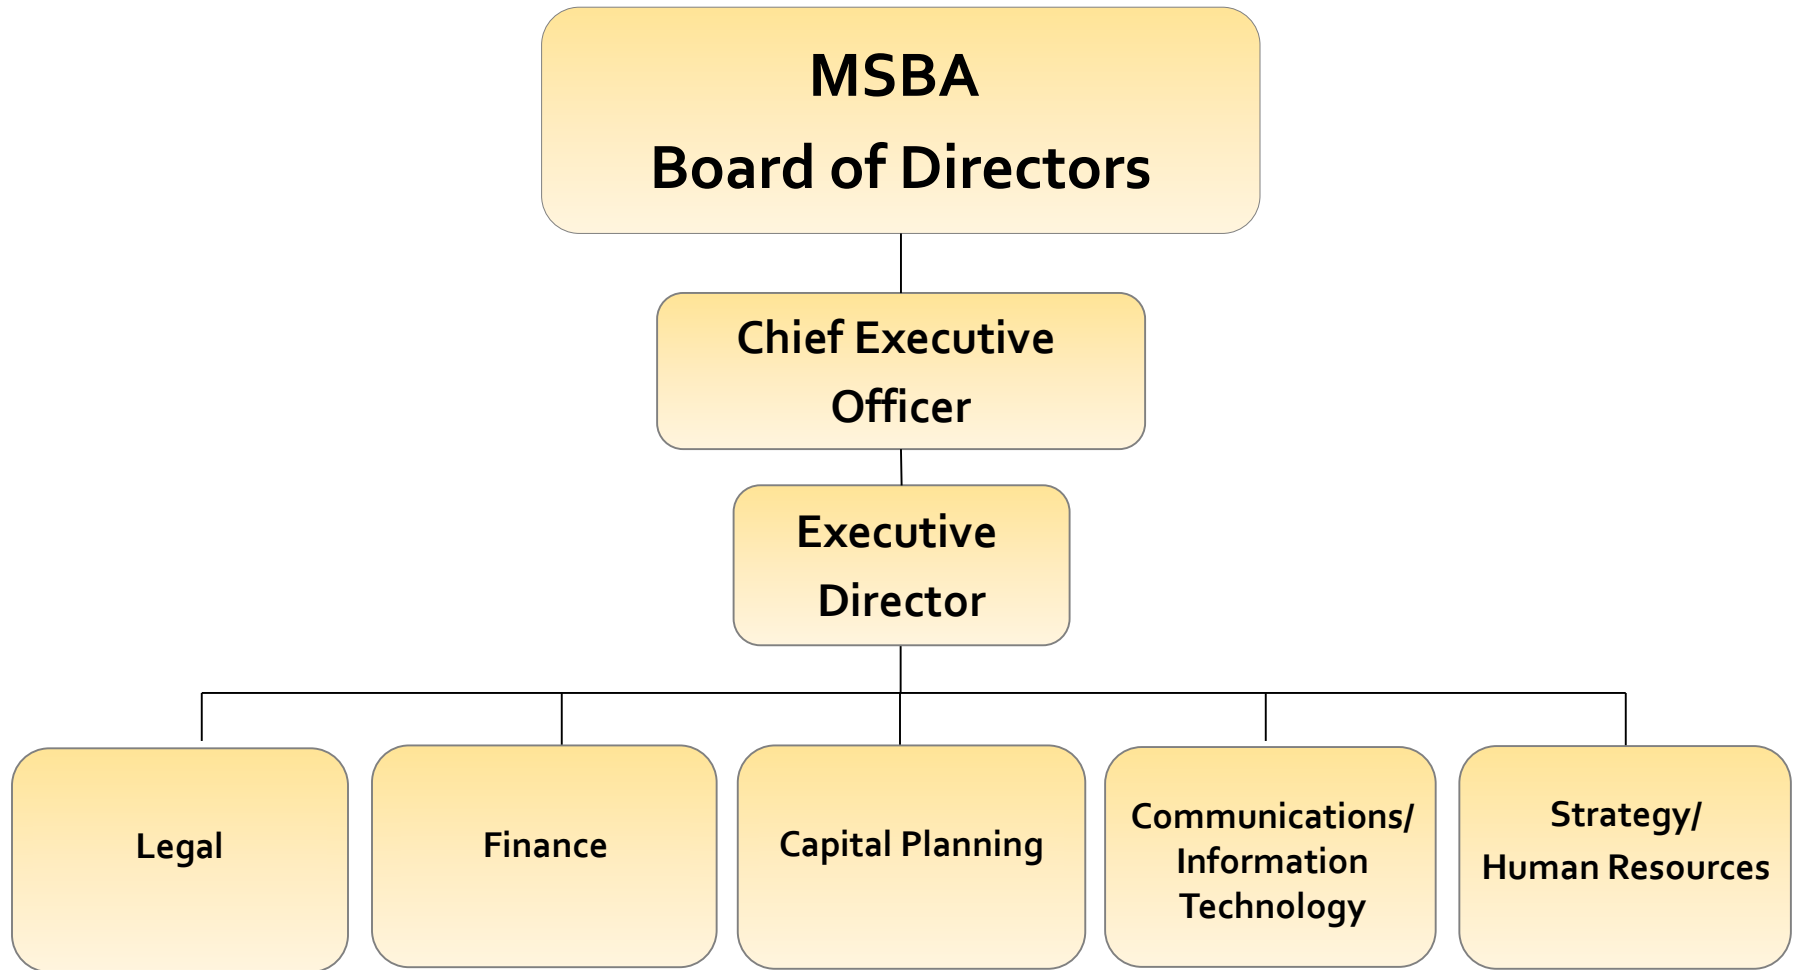 MSBA
Board of Directors
Chief Executive
Officer
Executive
Director
Legal
Finance
Capital Planning
Communications/
Information
Technology
Strategy/
Human Resources